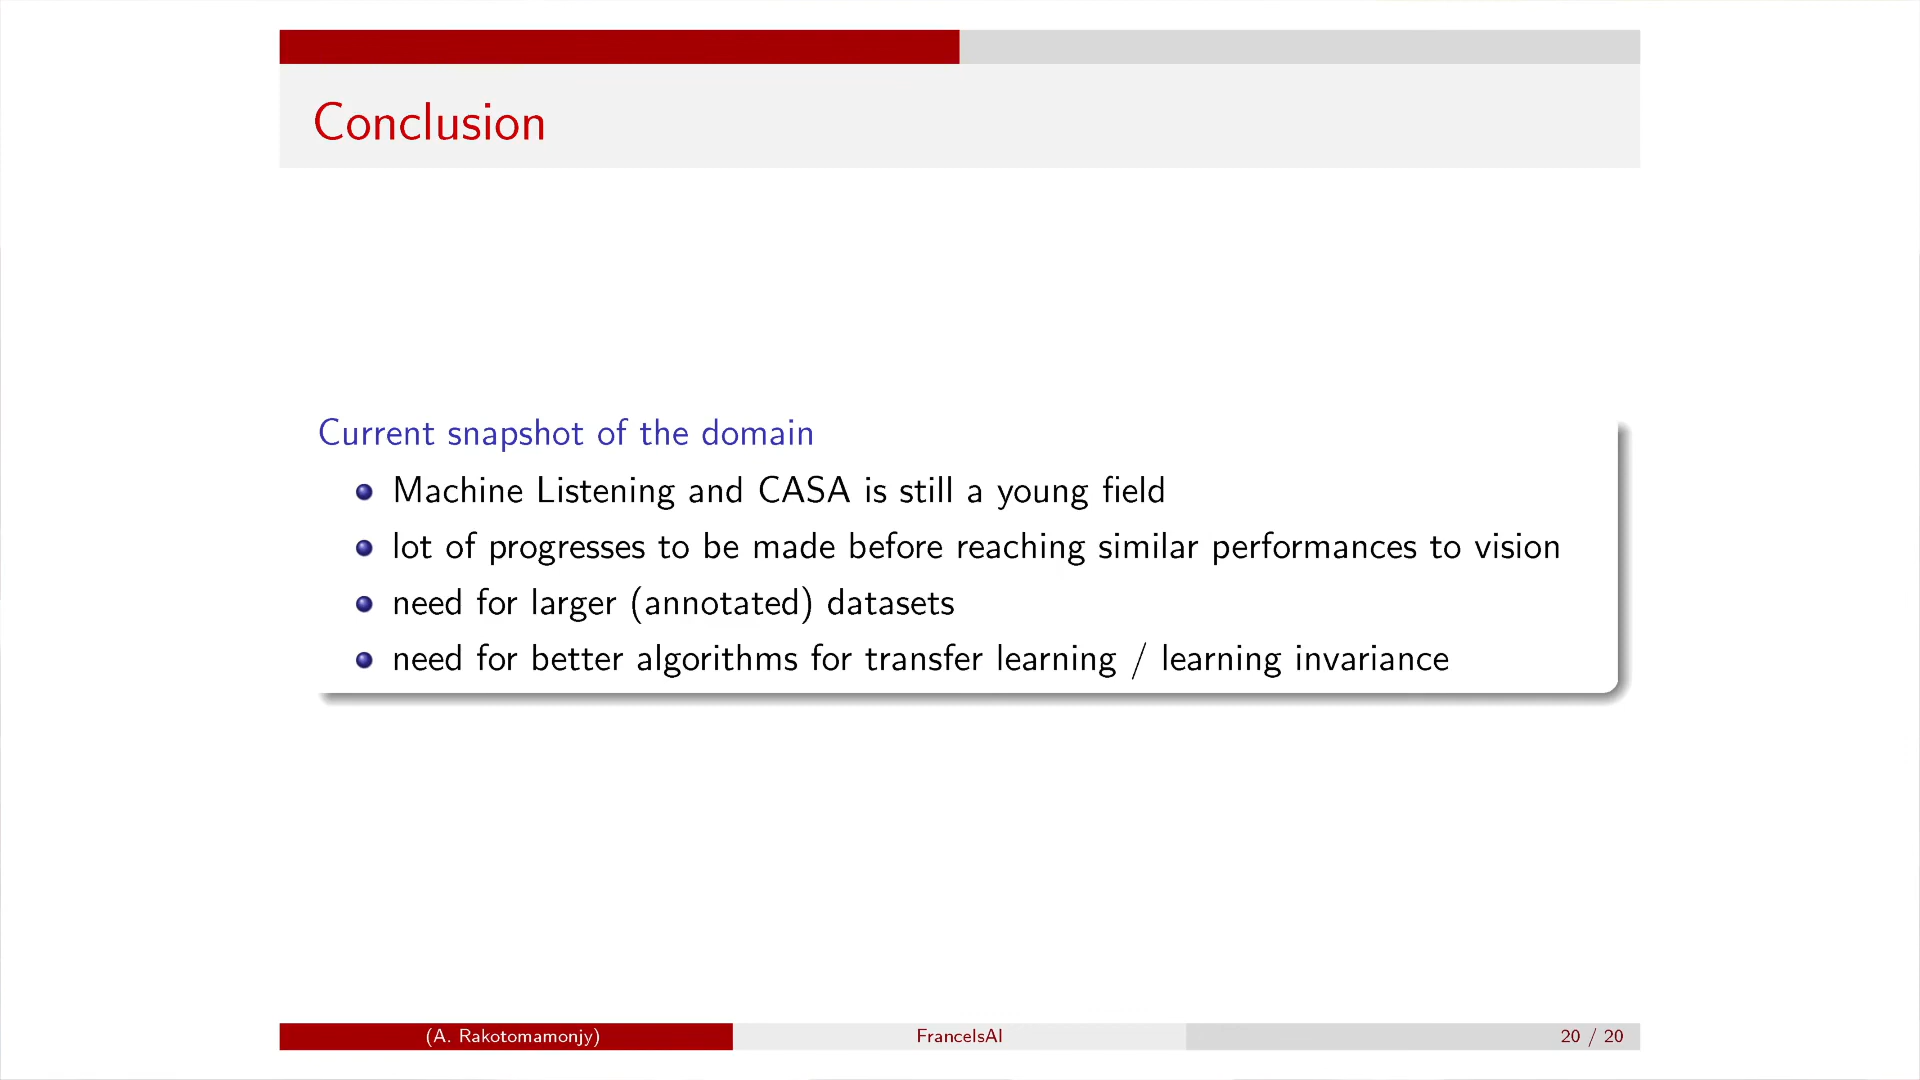 Conclusion
Current snapshot of the domain
Machine Listening and CASA is still a young field
lot of progresses to be made before reaching similar performances to vision
need for larger (annotated) datasets
need for better algorithms for transfer learning / learning invariance
(A. Rakotomamonjy)
FranceIsAI
20 / 20